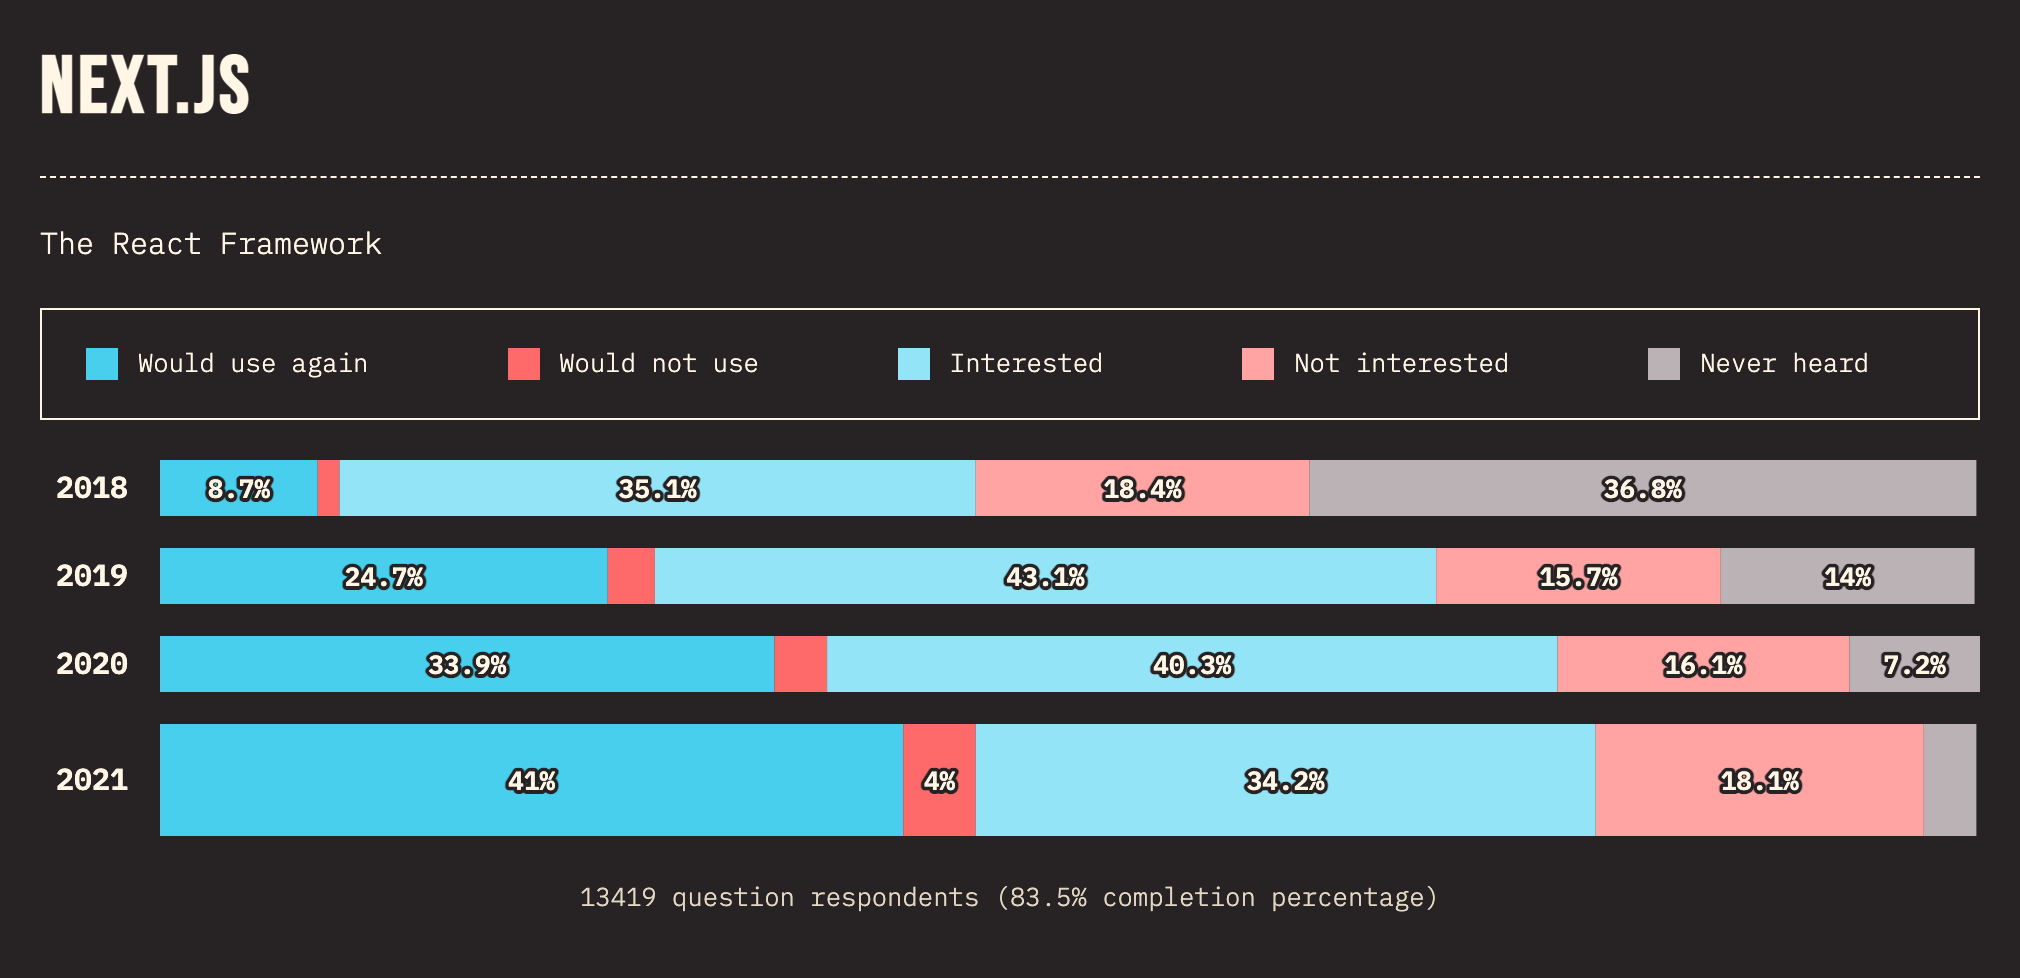 NEXT.JS
The React Framework
Would use again Would not use Interested Not interested Never heard
2018 8.7% 35.1% 18.4% 36.8%
2019 24.7% 43.1% 15.7% 14%
2020 33.9% 40.3% 16.1% 7.2%
2021 41% 4% 34.2% 18.1%
13419 question respondents (83.5% completion percentage)